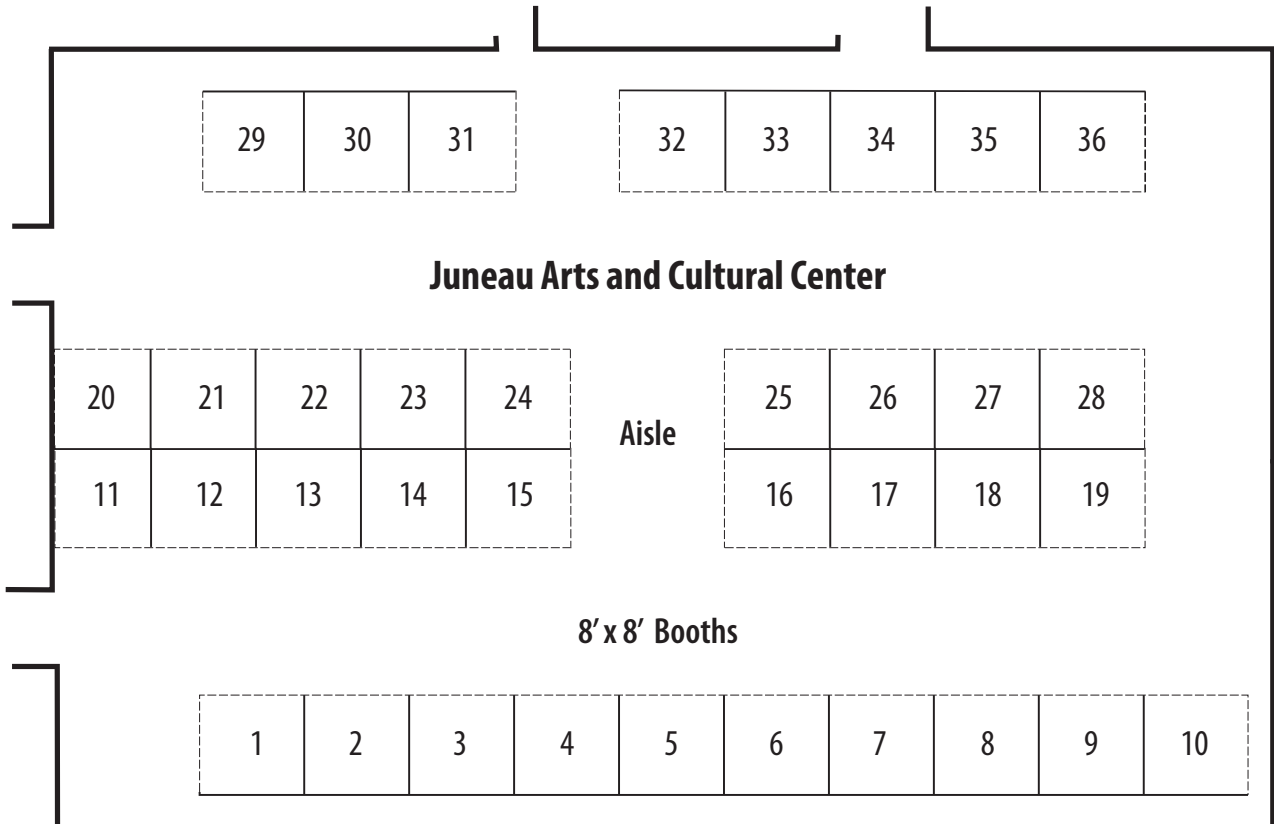 29 30 31 32 33 34 35 36
Juneau Arts and Cultural Center
20 21 22 23 24 25 26 27 28
Aisle
11 12 13 14 15 16 17 18 19
8’ x 8’ Booths
1 2 3 4 5 6 7 8 9 10